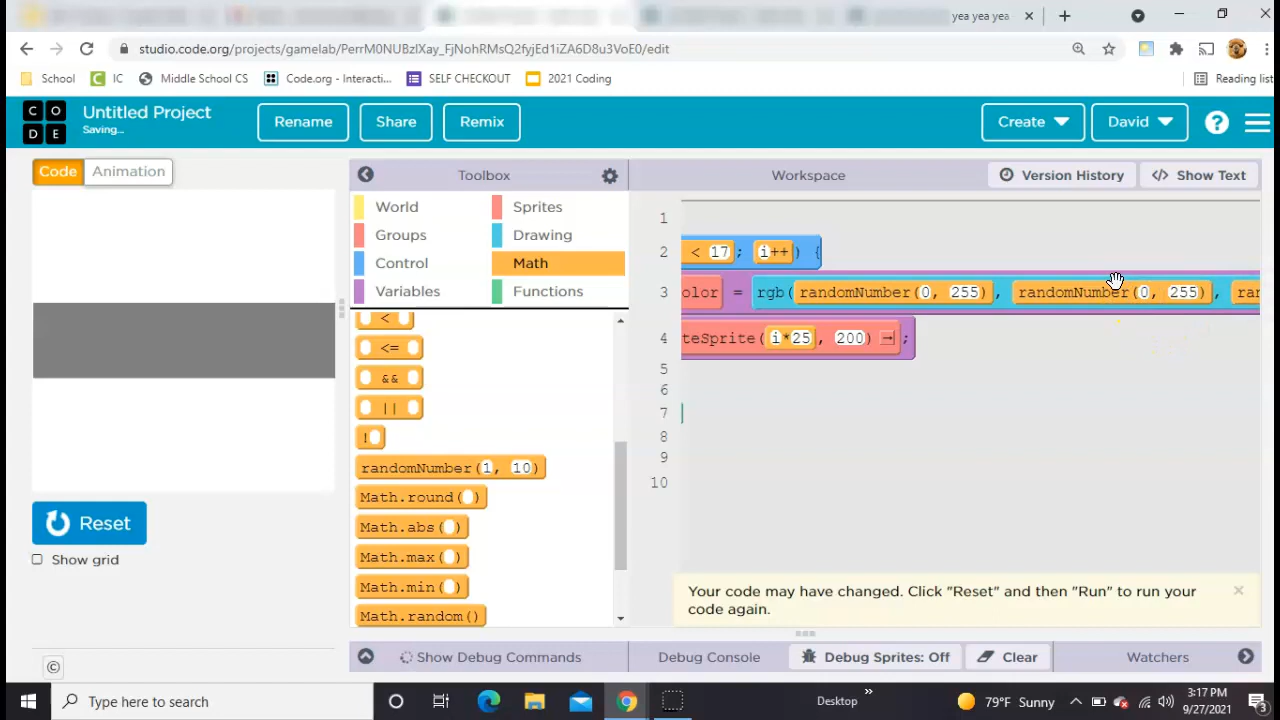 yea yea yea
studio.code.org/projects/gamelab/PerrM0NUBzlXay_FjNohRMsQ2fyjEd1iZA6D8u3VoE0/edit
School IC Middle School CS Code.org - Interacti... SELF CHECKOUT 2021 Coding Reading list
CODE Untitled Project Saving... Rename Share Remix Create David ?
Code Animation Toolbox Workspace Version History </> Show Text
World Sprites
Groups Drawing
Control Math
Variables Functions
<
<=
&&
||
!
randomNumber(1, 10)
Math.round()
Math.abs()
Math.max()
Math.min()
Math.random()
1
2 < 17; i++) {
3 olor = rgb(randomNumber(0, 255), randomNumber(0, 255), ran
4 teSprite(i*25, 200) → ;
5
6
7
8
9
10
Reset
Show grid
Your code may have changed. Click "Reset" and then "Run" to run your
code again.
©
Show Debug Commands Debug Console Debug Sprites: Off Clear Watchers
Type here to search Desktop » 79°F Sunny 3:17 PM
9/27/2021 3